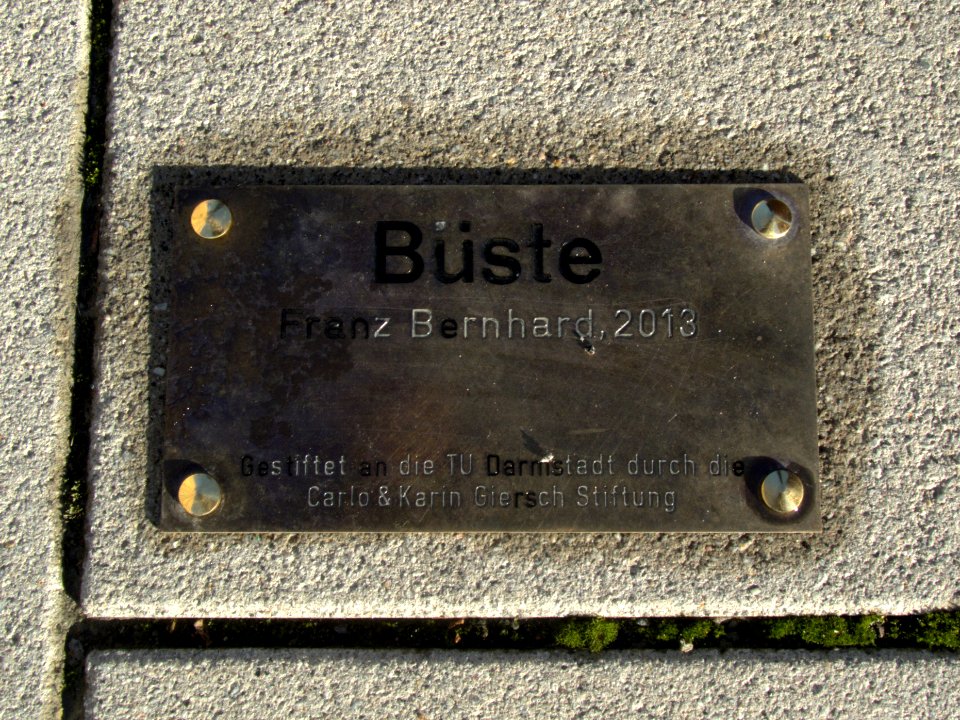 Büste
Franz Bernhard, 2013
Gestiftet an die TU Darmstadt durch die
Carlo & Karin Giersch Stiftung